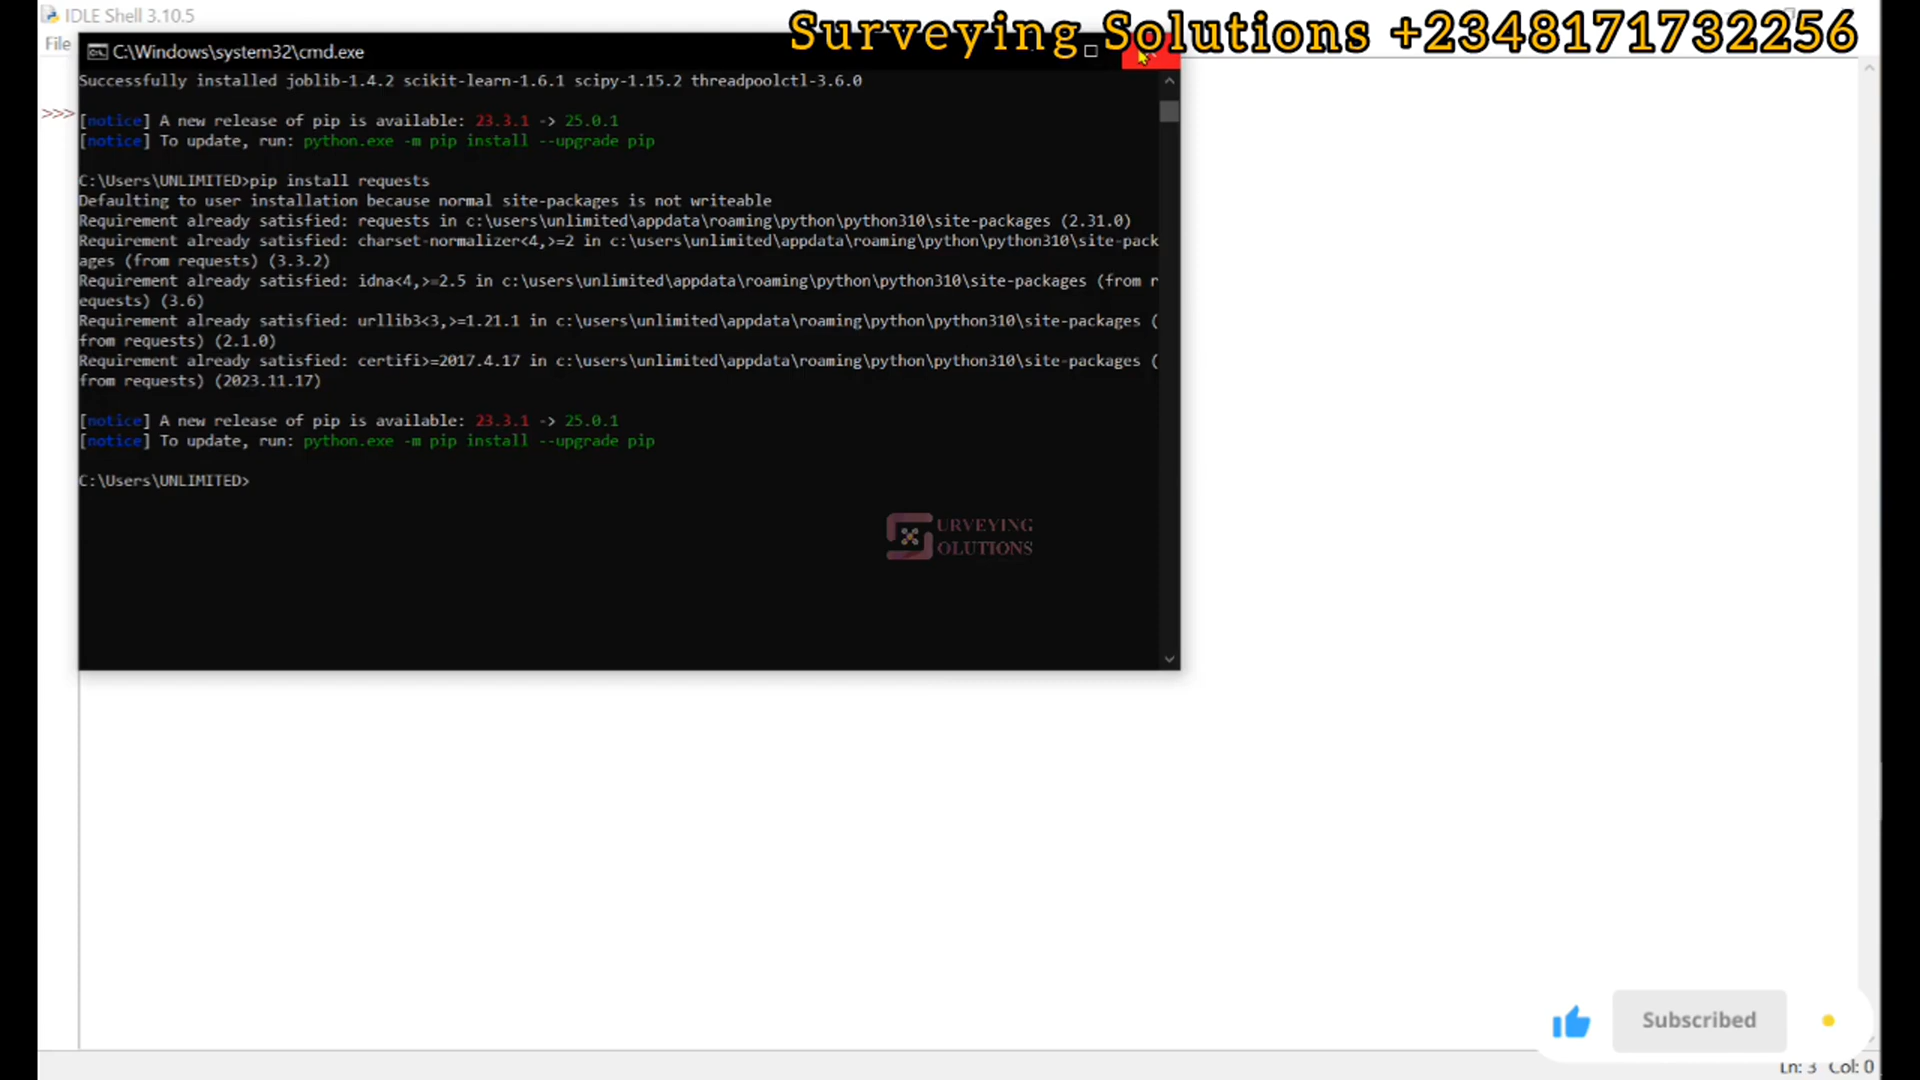 IDLE Shell 3.10.5
Surveying Solutions +2348171732256
File
C:\Windows\system32\cmd.exe
Successfully installed joblib-1.4.2 scikit-learn-1.6.1 scipy-1.15.2 threadpoolctl-3.6.0
>>>
[notice] A new release of pip is available: 23.3.1 -> 25.0.1
[notice] To update, run: python.exe -m pip install --upgrade pip
C:\Users\UNLIMITED>pip install requests
Defaulting to user installation because normal site-packages is not writeable
Requirement already satisfied: requests in c:\users\unlimited\appdata\roaming\python\python310\site-packages (2.31.0)
Requirement already satisfied: charset-normalizer<4,>=2 in c:\users\unlimited\appdata\roaming\python\python310\site-pack
ages (from requests) (3.3.2)
Requirement already satisfied: idna<4,>=2.5 in c:\users\unlimited\appdata\roaming\python\python310\site-packages (from r
equests) (3.6)
Requirement already satisfied: urllib3<3,>=1.21.1 in c:\users\unlimited\appdata\roaming\python\python310\site-packages (
from requests) (2.1.0)
Requirement already satisfied: certifi>=2017.4.17 in c:\users\unlimited\appdata\roaming\python\python310\site-packages (
from requests) (2023.11.17)
[notice] A new release of pip is available: 23.3.1 -> 25.0.1
[notice] To update, run: python.exe -m pip install --upgrade pip
C:\Users\UNLIMITED>
SURVEYING
SOLUTIONS
Subscribed
Ln: 3 Col: 0